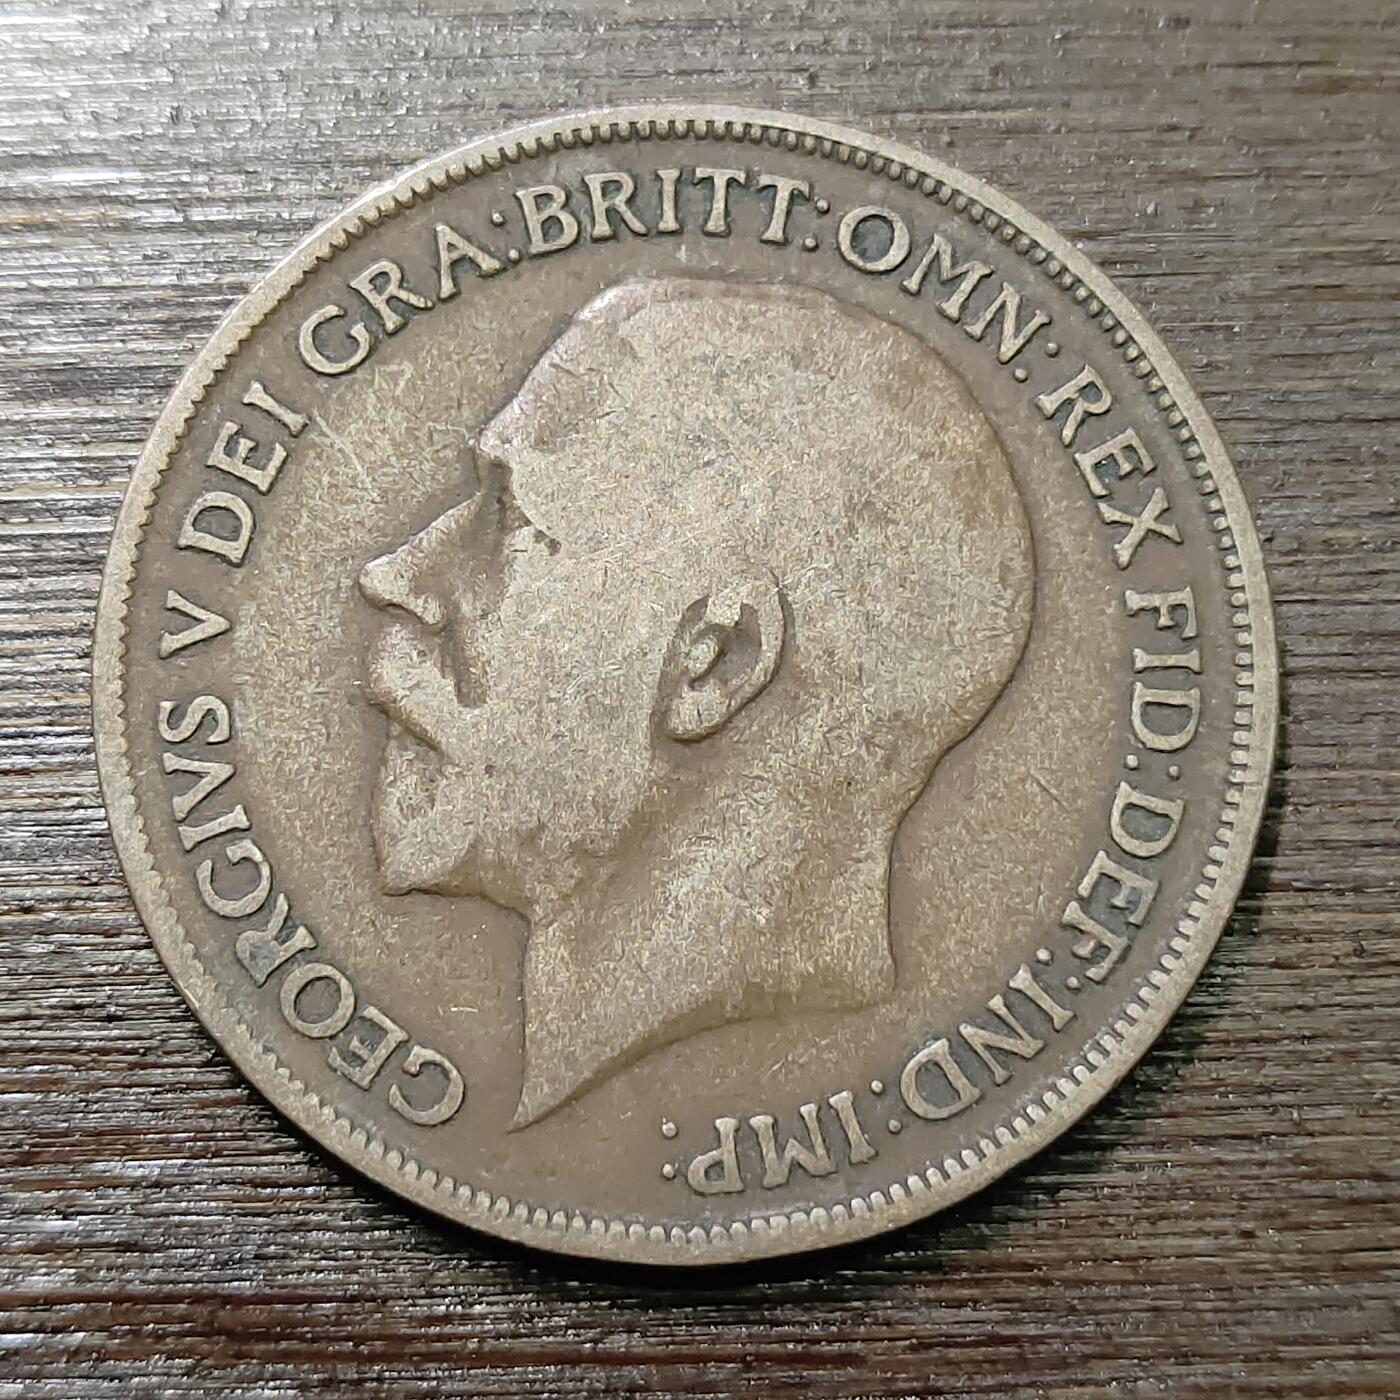 GEORGIVS V DEI GRA: BRITT: OMN: REX FID: DEF: IND: IMP: